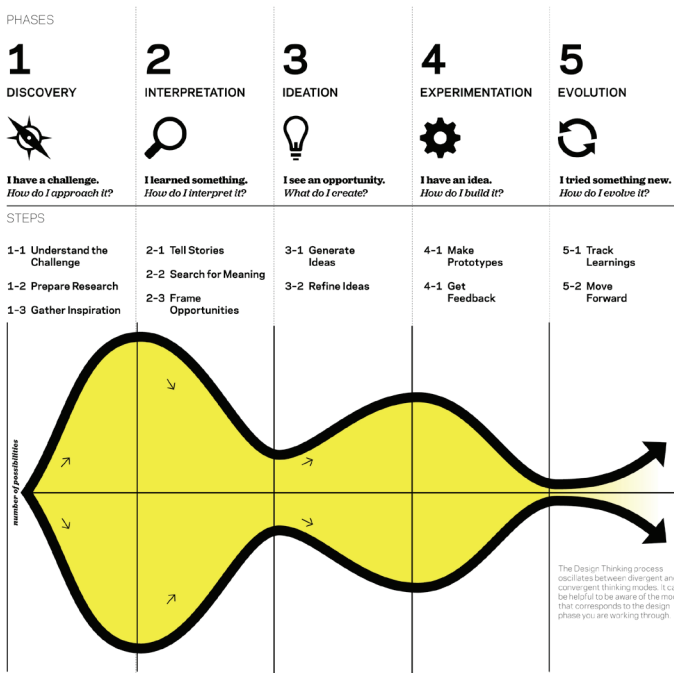 PHASES
1 2 3 4 5
DISCOVERY INTERPRETATION IDEATION EXPERIMENTATION EVOLUTION
I have a challenge. I learned something. I see an opportunity. I have an idea. I tried something new.
How do I approach it? How do I interpret it? What do I create? How do I build it? How do I evolve it?
STEPS
1-1 Understand the
Challenge
1-2 Prepare Research
1-3 Gather Inspiration
2-1 Tell Stories
2-2 Search for Meaning
2-3 Frame
Opportunities
3-1 Generate
Ideas
3-2 Refine Ideas
4-1 Make
Prototypes
4-1 Get
Feedback
5-1 Track
Learnings
5-2 Move
Forward
number of possibilities
The Design Thinking process
oscillates between divergent
convergent thinking modes. It
be helpful to be aware of the
that corresponds to the design
phase you are working through.